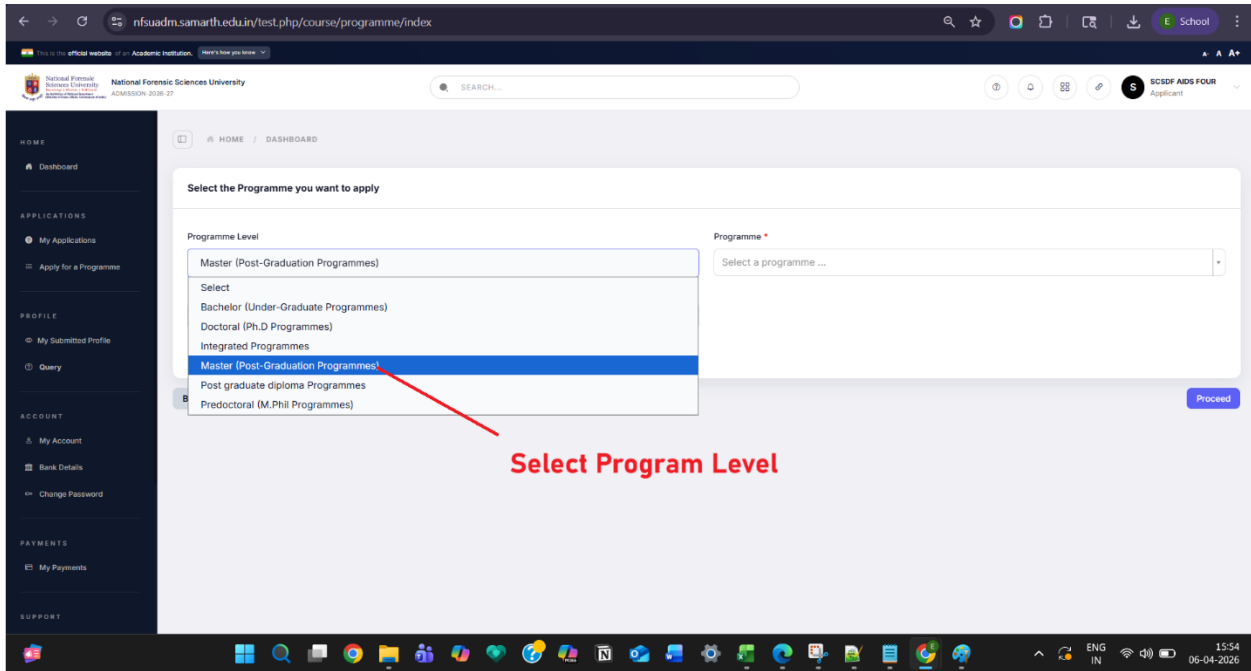 nfsuadm.samarth.edu.in/test.php/course/programme/index
E School
This is the official website of an Academic Institution. Here's how you know
A- A A+
National Forensic
Sciences University
National Forensic Sciences University
ADMISSION-2026-27
SEARCH...
S
SCSDF AIDS FOUR
Applicant
HOME
Dashboard
APPLICATIONS
My Applications
Apply for a Programme
PROFILE
My Submitted Profile
Query
ACCOUNT
My Account
Bank Details
Change Password
PAYMENTS
My Payments
SUPPORT
HOME / DASHBOARD
Select the Programme you want to apply
Programme Level
Programme *
Master (Post-Graduation Programmes)
Select a programme ...
Select
Bachelor (Under-Graduate Programmes)
Doctoral (Ph.D Programmes)
Integrated Programmes
Master (Post-Graduation Programmes)
Post graduate diploma Programmes
Predoctoral (M.Phil Programmes)
B
Proceed
Select Program Level
ENG
IN
15:54
06-04-2026